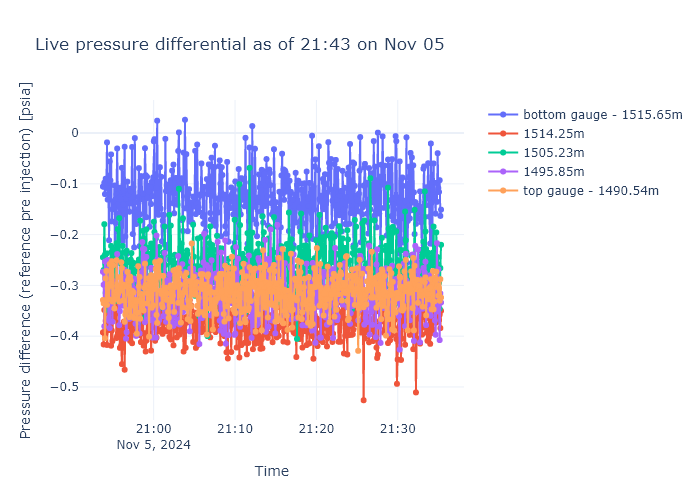 Live pressure differential as of 21:43 on Nov 05
Pressure difference (reference pre injection) [psia]
0
−0.1
−0.2
−0.3
−0.4
−0.5
21:00
Nov 5, 2024
21:10
21:20
21:30
Time
bottom gauge - 1515.65m
1514.25m
1505.23m
1495.85m
top gauge - 1490.54m